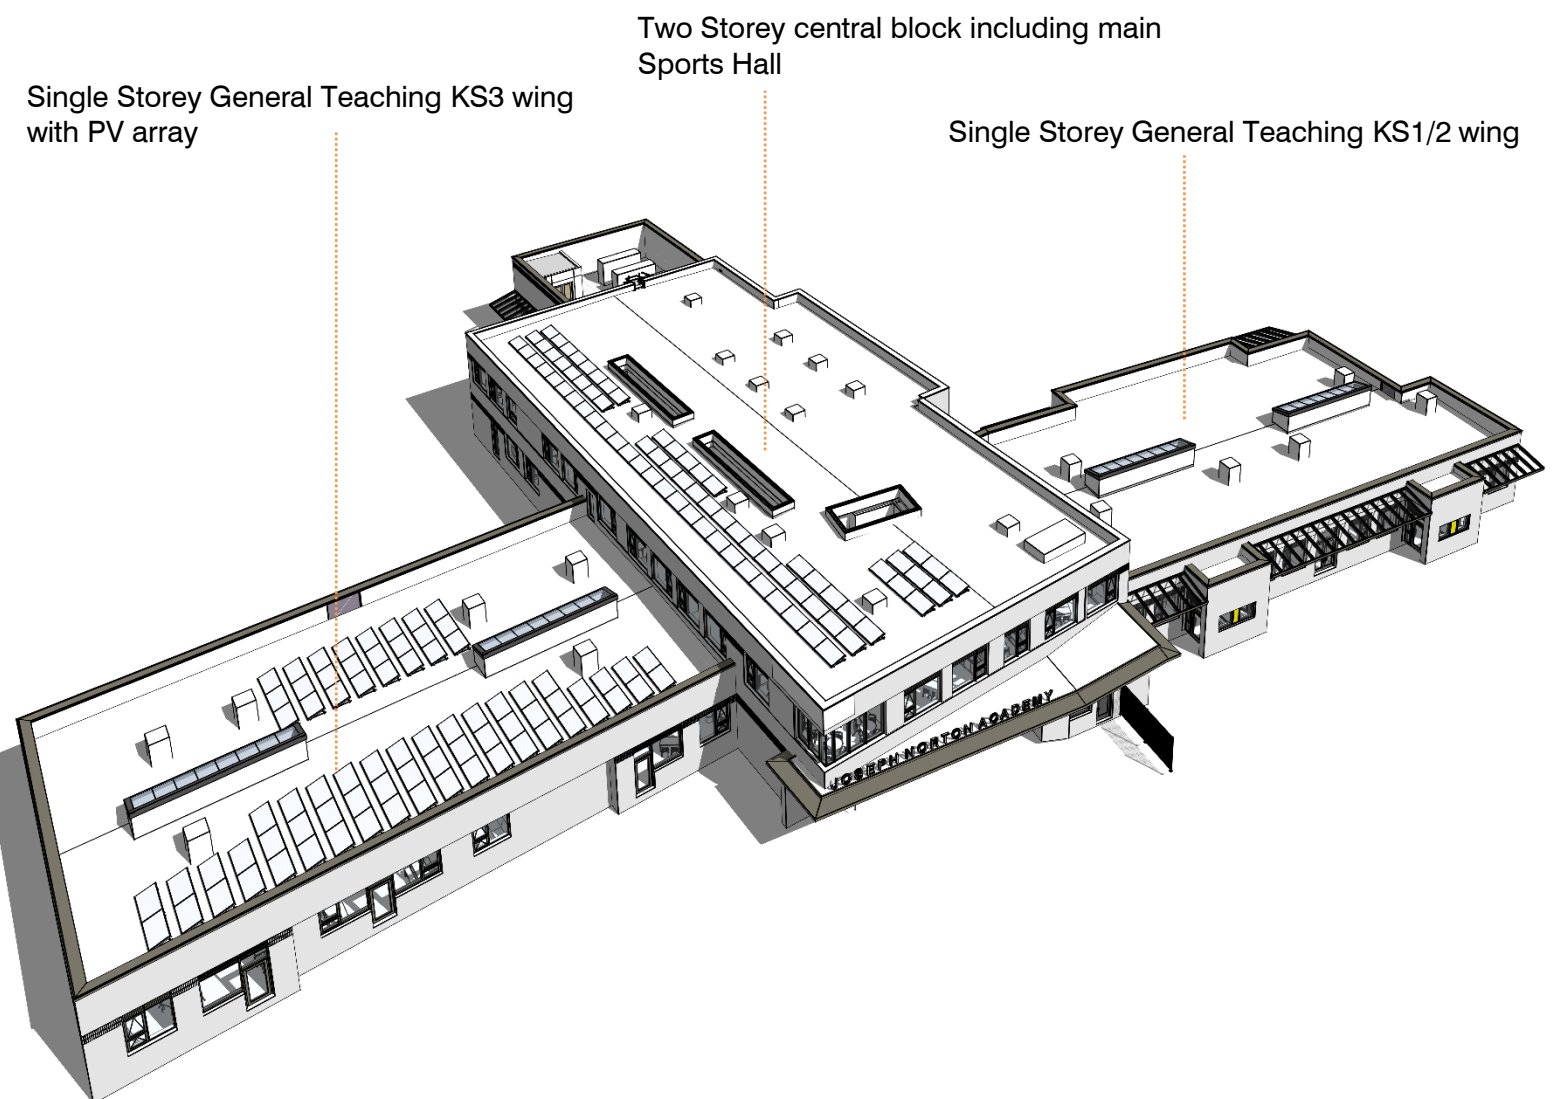 Two Storey central block including main
Sports Hall
Single Storey General Teaching KS3 wing
with PV array
Single Storey General Teaching KS1/2 wing
JOSEPH NORTON ACADEMY